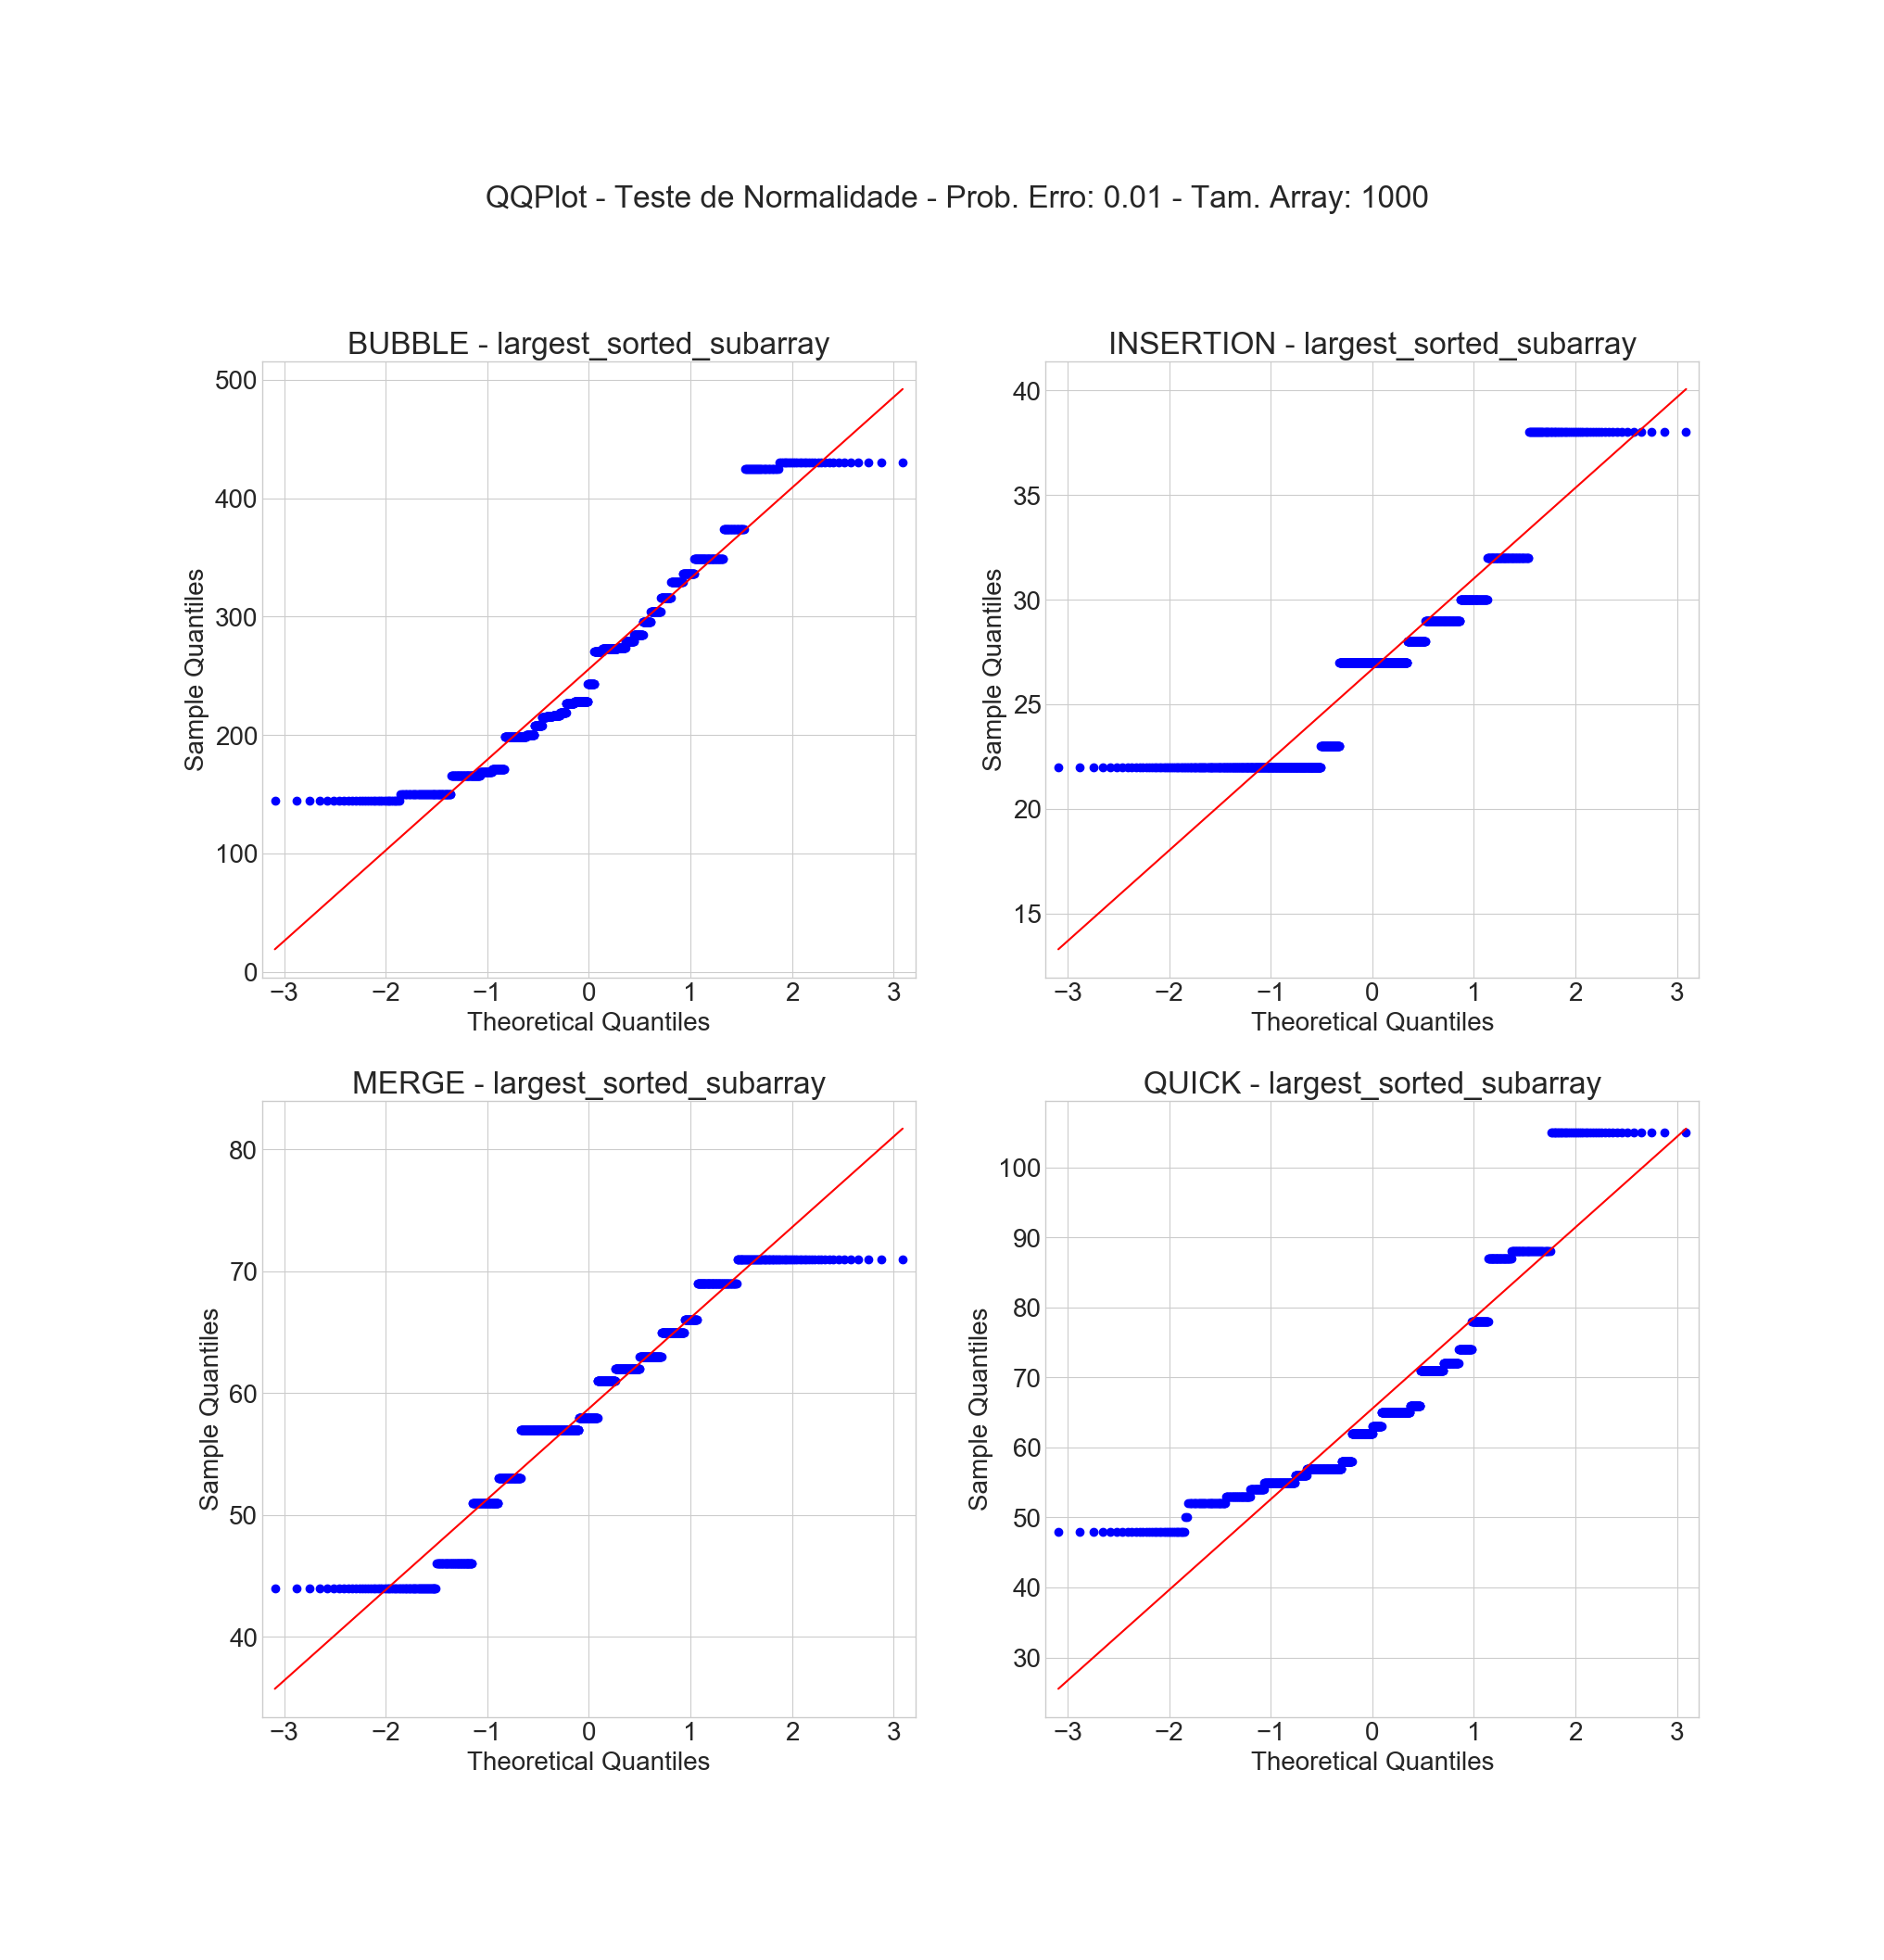 QQPlot - Teste de Normalidade - Prob. Erro: 0.01 - Tam. Array: 1000
BUBBLE - largest_sorted_subarray
500
400
300
200
100
0
Sample Quantiles
−3 −2 −1 0 1 2 3
Theoretical Quantiles
INSERTION - largest_sorted_subarray
40
35
30
25
20
15
Sample Quantiles
−3 −2 −1 0 1 2 3
Theoretical Quantiles
MERGE - largest_sorted_subarray
80
70
60
50
40
Sample Quantiles
−3 −2 −1 0 1 2 3
Theoretical Quantiles
QUICK - largest_sorted_subarray
100
90
80
70
60
50
40
30
Sample Quantiles
−3 −2 −1 0 1 2 3
Theoretical Quantiles